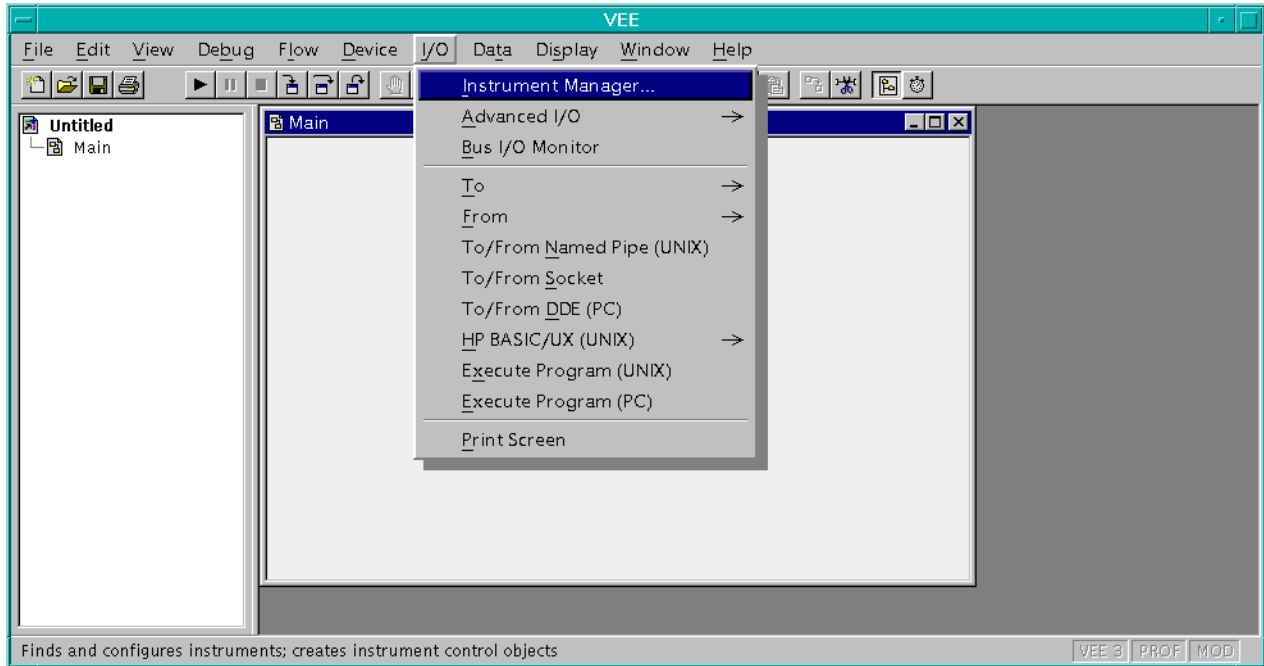 VEE
File Edit View Debug Flow Device I/O Data Display Window Help
Untitled
Main
Main
Instrument Manager...
Advanced I/O
Bus I/O Monitor
To
From
To/From Named Pipe (UNIX)
To/From Socket
To/From DDE (PC)
HP BASIC/UX (UNIX)
Execute Program (UNIX)
Execute Program (PC)
Print Screen
Finds and configures instruments; creates instrument control objects
VEE 3 PROF MOD